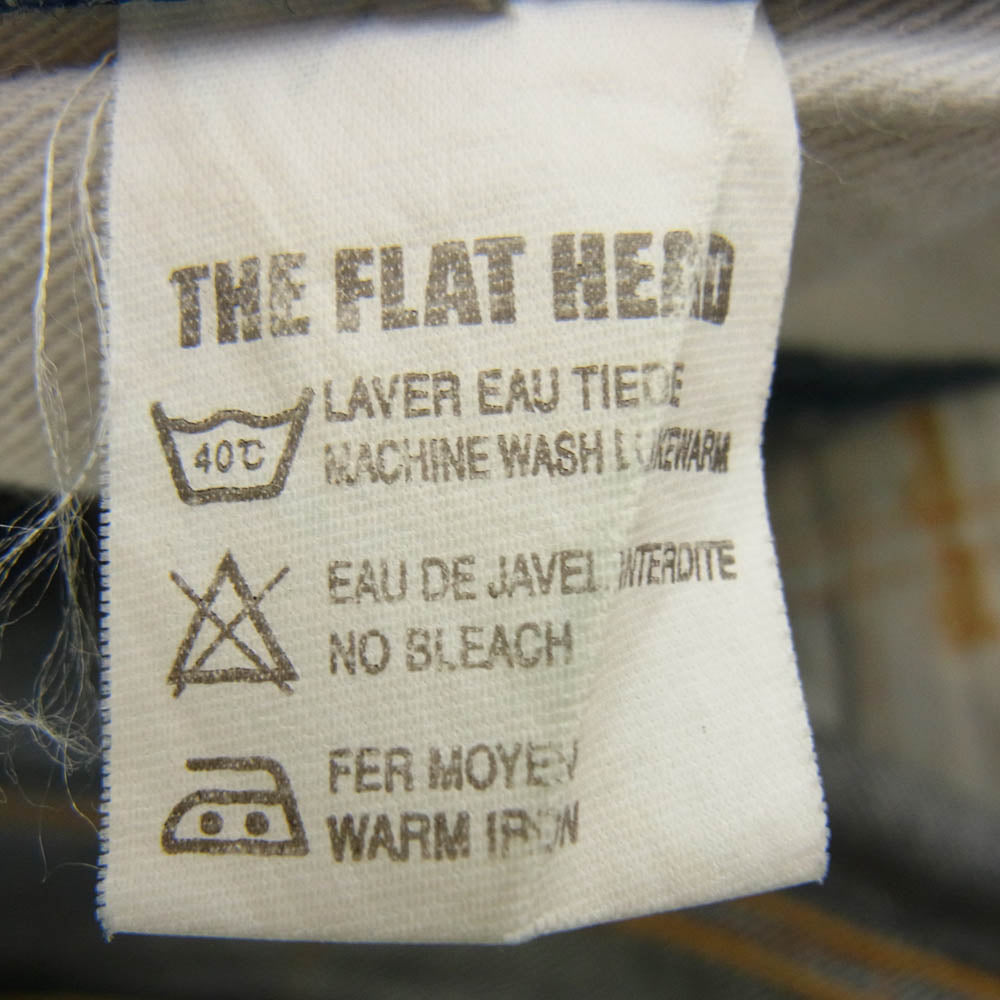 THE FLAT HEAD
40℃
LAVER EAU TIEDE
MACHINE WASH LUKEWARM
EAU DE JAVEL INTERDITE
NO BLEACH
FER MOYEN
WARM IRON